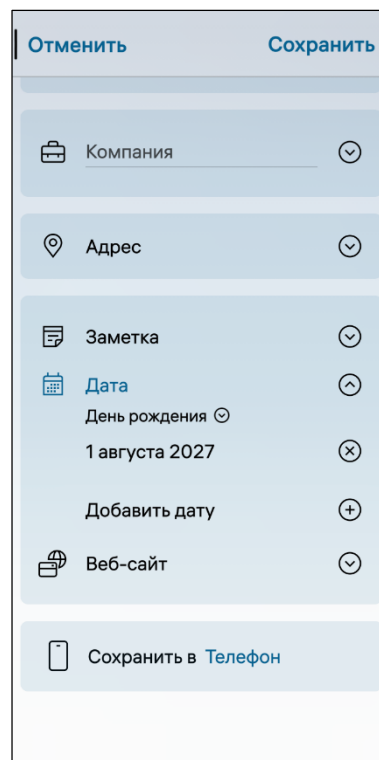 Отменить Сохранить
Компания
Адрес
Заметка
Дата
День рождения
1 августа 2027
Добавить дату
Веб-сайт
Сохранить в Телефон